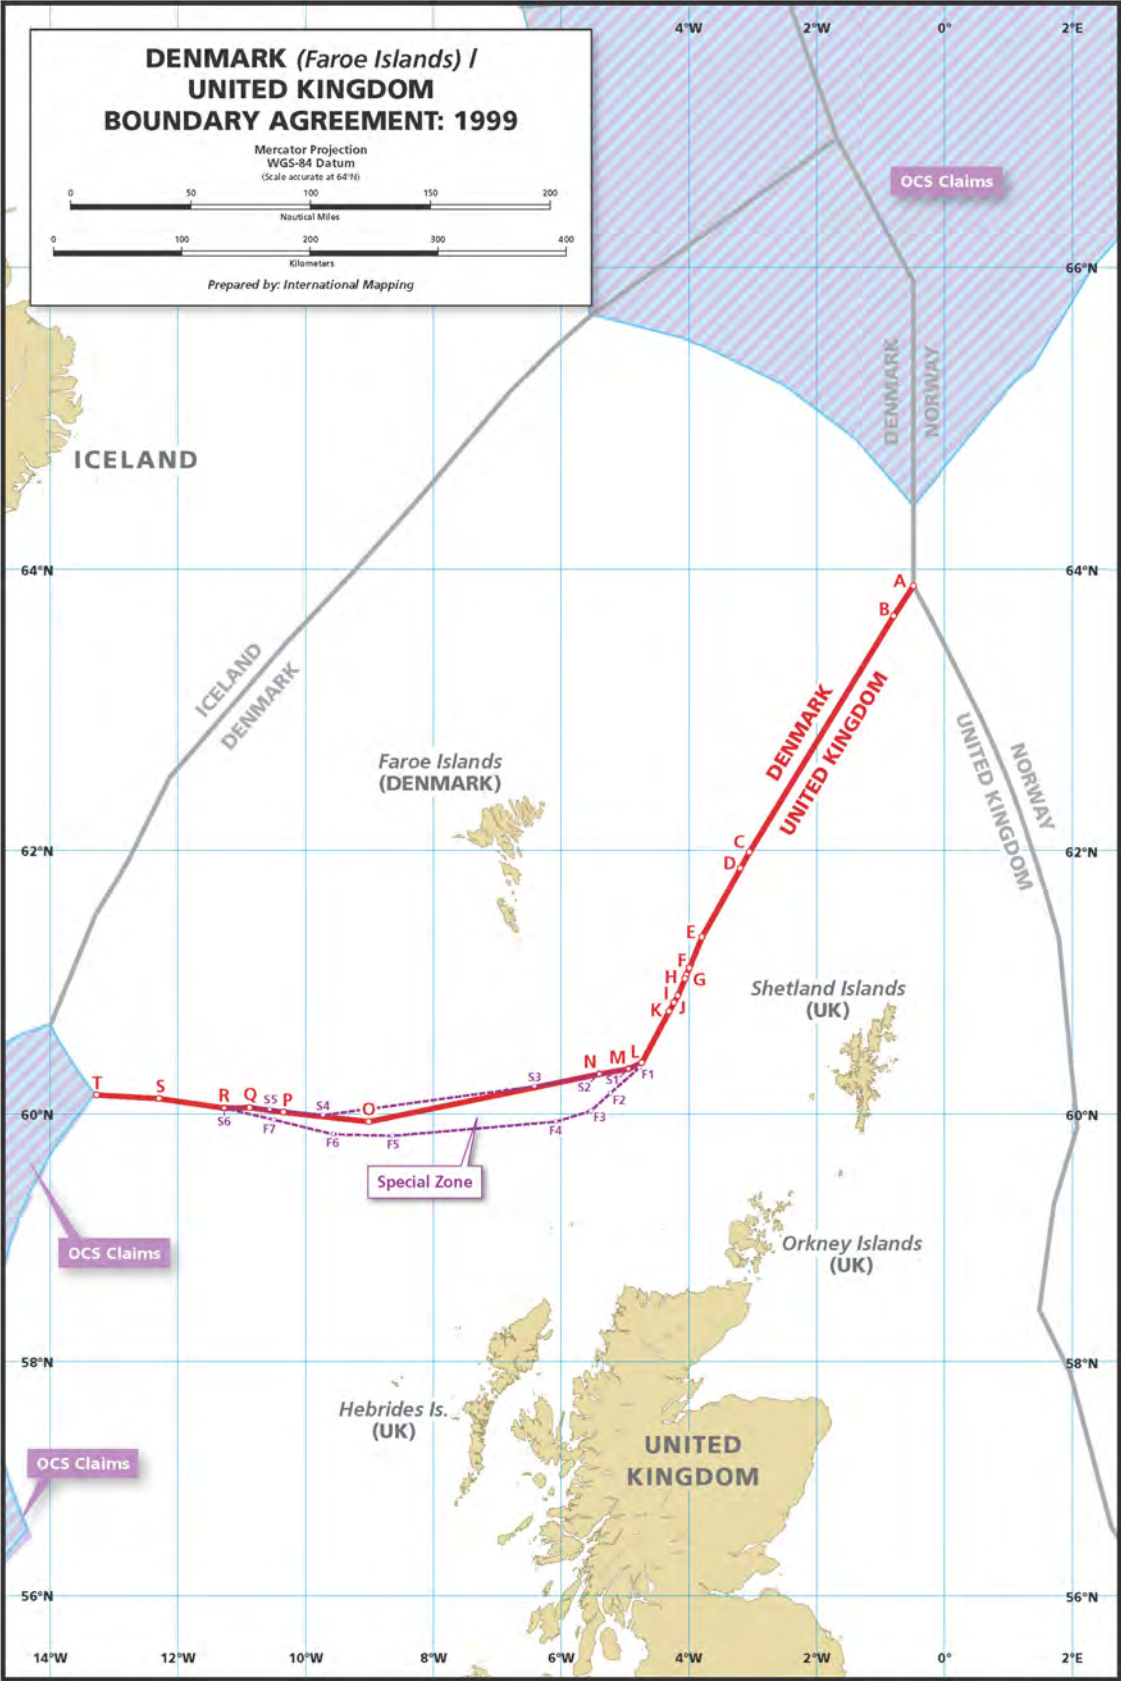 4°W 2°W 0° 2°E
DENMARK (Faroe Islands) /
UNITED KINGDOM
BOUNDARY AGREEMENT: 1999
Mercator Projection
WGS-84 Datum
(Scale accurate at 64°N)
0 50 100 150 200
Nautical Miles
0 100 200 300 400
Kilometers
Prepared by: International Mapping
OCS Claims
66°N
DENMARK
NORWAY
ICELAND
64°N 64°N
A
B
ICELAND
DENMARK
DENMARK
UNITED KINGDOM
NORWAY
UNITED KINGDOM
Faroe Islands
(DENMARK)
62°N 62°N
C
D
E
F
G
H
I
J
K
Shetland Islands
(UK)
L
M
N
S1
S2
S3
F1
F2
F3
F4
F5
F6
F7
T
S
R
Q
S5
P
S4
O
S6
60°N 60°N
Special Zone
OCS Claims
Orkney Islands
(UK)
58°N 58°N
Hebrides Is.
(UK)
UNITED
KINGDOM
OCS Claims
56°N 56°N
14°W 12°W 10°W 8°W 6°W 4°W 2°W 0° 2°E